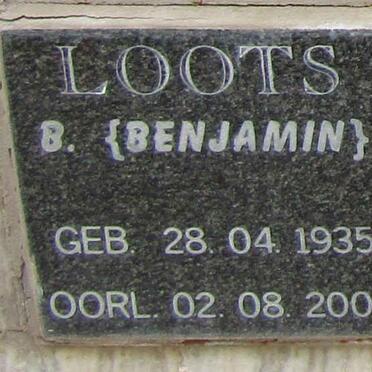 LOOTS
B. {BENJAMIN}
GEB. 28. 04. 1935
OORL. 02. 08. 200